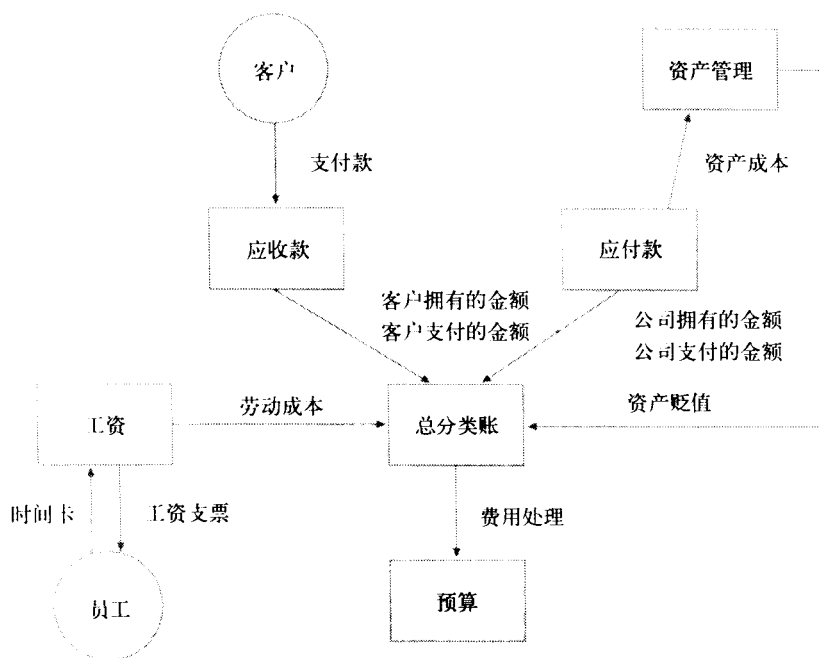 客户
资产管理
支付款
资产成本
应收款
应付款
客户拥有的金额
客户支付的金额
公司拥有的金额
公司支付的金额
工资
劳动成本
总分类账
资产贬值
时间卡
工资支票
费用处理
员工
预算